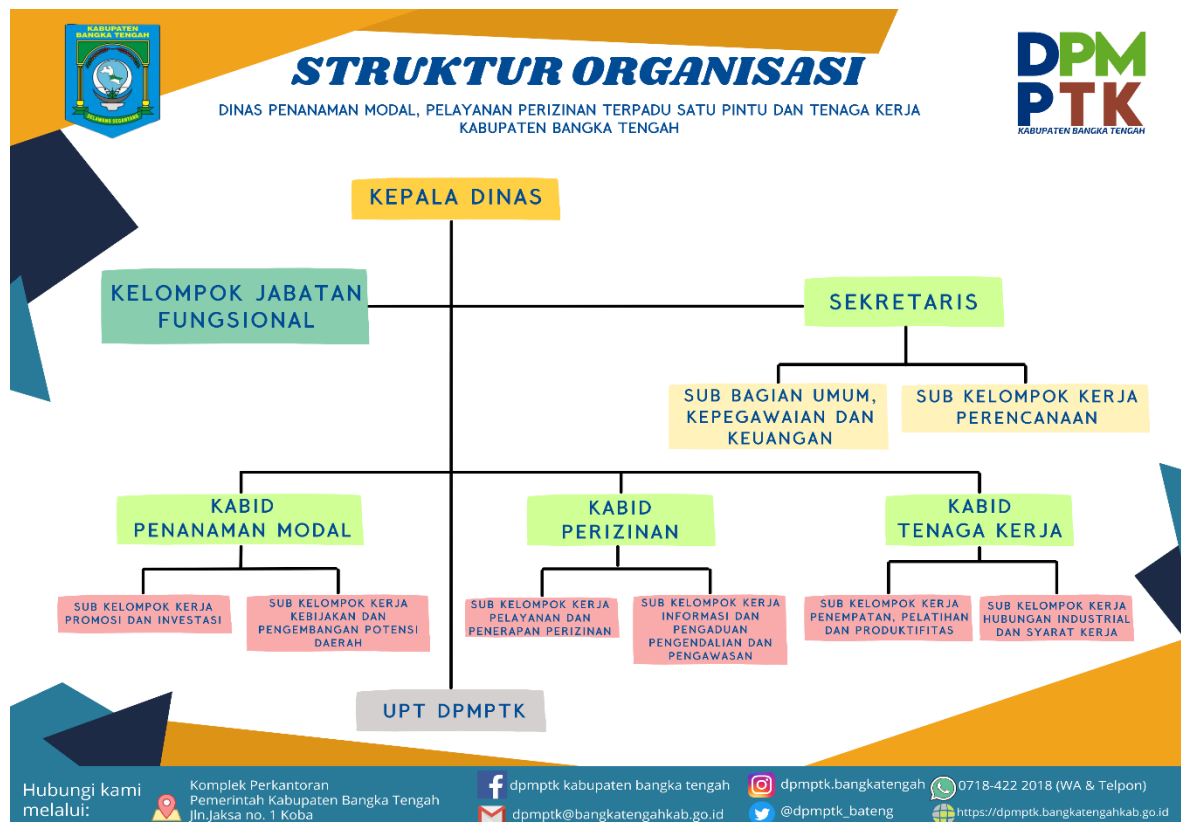 KABUPATEN
BANGKA TENGAH
SELAWANG SEGANTANG
STRUKTUR ORGANISASI
DINAS PENANAMAN MODAL, PELAYANAN PERIZINAN TERPADU SATU PINTU DAN TENAGA KERJA
KABUPATEN BANGKA TENGAH
DPM
PTK
KABUPATEN BANGKA TENGAH
KEPALA DINAS
KELOMPOK JABATAN
FUNGSIONAL
SEKRETARIS
SUB BAGIAN UMUM,
KEPEGAWAIAN DAN
KEUANGAN
SUB KELOMPOK KERJA
PERENCANAAN
KABID
PENANAMAN MODAL
KABID
PERIZINAN
KABID
TENAGA KERJA
SUB KELOMPOK KERJA
PROMOSI DAN INVESTASI
SUB KELOMPOK KERJA
KEBIJAKAN DAN
PENGEMBANGAN POTENSI
DAERAH
SUB KELOMPOK KERJA
PELAYANAN DAN
PENERAPAN PERIZINAN
SUB KELOMPOK KERJA
INFORMASI DAN
PENGADUAN
PENGENDALIAN DAN
PENGAWASAN
SUB KELOMPOK KERJA
PENEMPATAN, PELATIHAN
DAN PRODUKTIFITAS
SUB KELOMPOK KERJA
HUBUNGAN INDUSTRIAL
DAN SYARAT KERJA
UPT DPMPTK
Hubungi kami
melalui:
Komplek Perkantoran
Pemerintah Kabupaten Bangka Tengah
Jln.Jaksa no. 1 Koba
dpmptk kabupaten bangka tengah
dpmptk@bangkatengahkab.go.id
dpmptk.bangkatengah
@dpmptk_bateng
0718-422 2018 (WA & Telpon)
https://dpmptk.bangkatengahkab.go.id